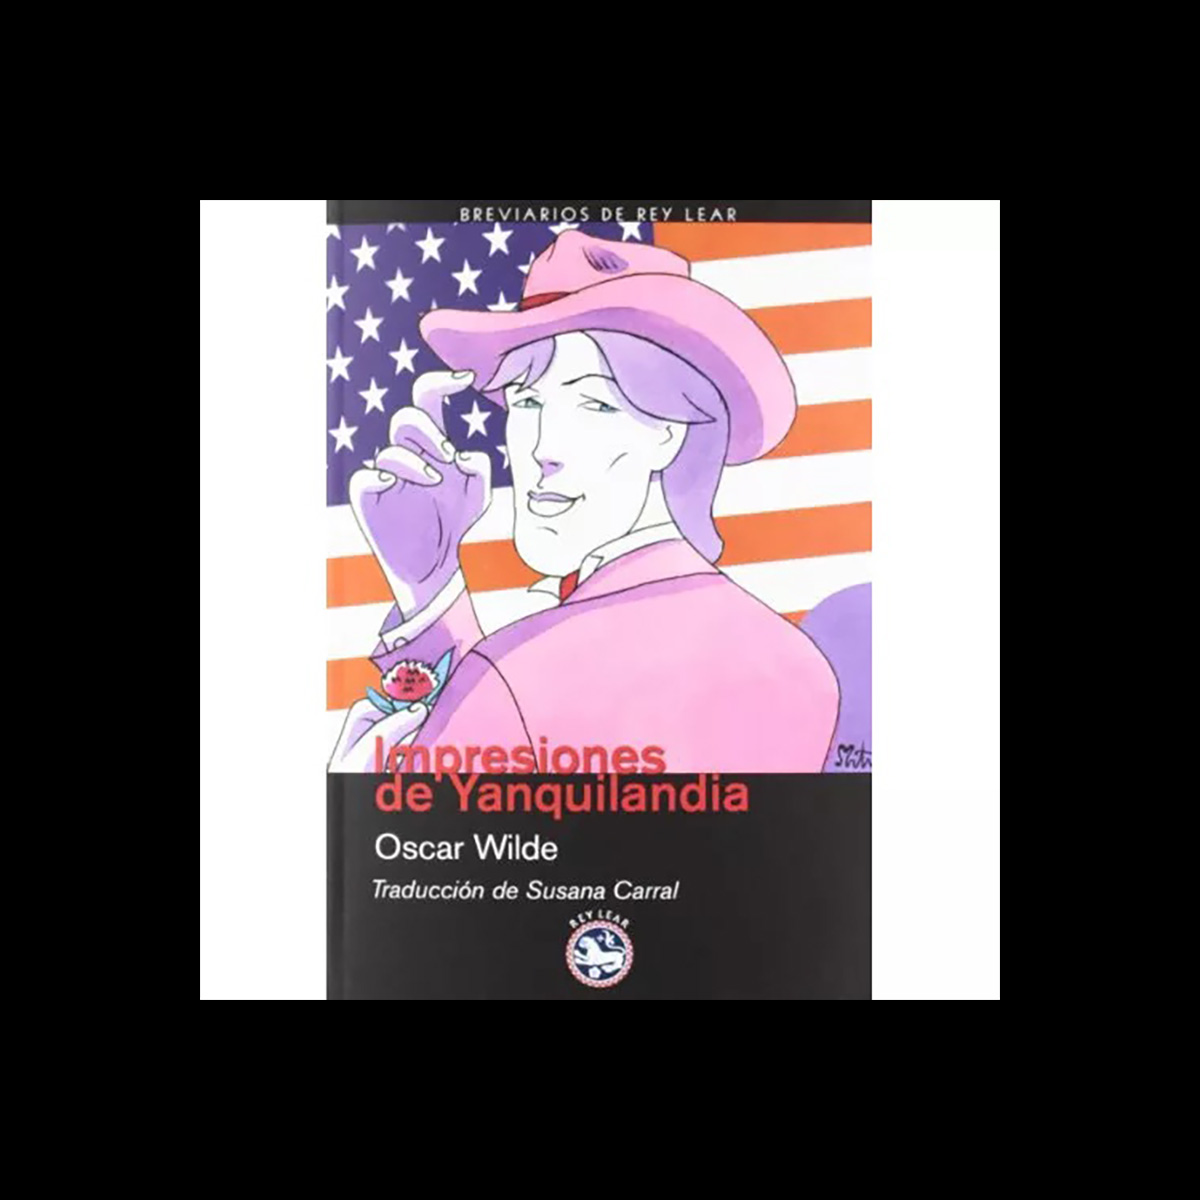 BREVIARIOS DE REY LEAR
Impresiones
de Yanquilandia
Oscar Wilde
Traducción de Susana Carral
REY LEAR